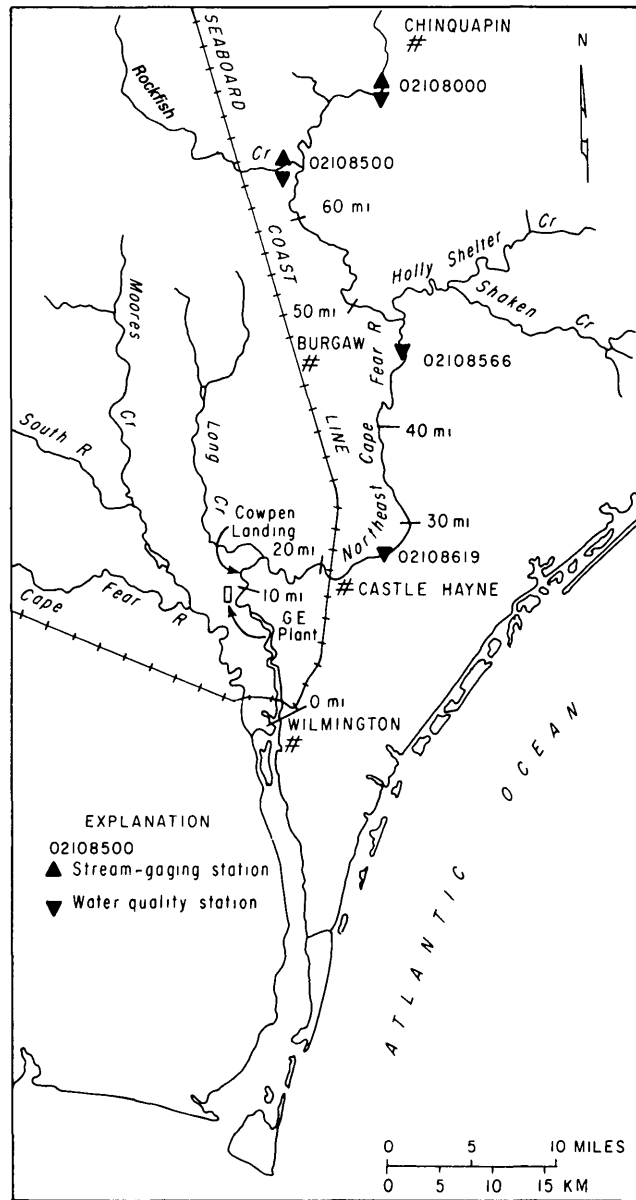 CHINQUAPIN
#
N
SEABOARD
COAST
LINE
Rockfish
Cr
02108000
02108500
60 mi
Holly Shelter
Cr
Shaken
Cr
50 mi
BURGAW
#
Moores
Cr
Long
Cr
South R
Northeast Cape Fear R
02108566
40 mi
30 mi
Cowpen
Landing
20 mi
02108619
# CASTLE HAYNE
10 mi
GE
Plant
Cape Fear R
0 mi
WILMINGTON
#
ATLANTIC OCEAN
EXPLANATION
02108500
Stream-gaging station
Water quality station
0 5 10 MILES
0 5 10 15 KM